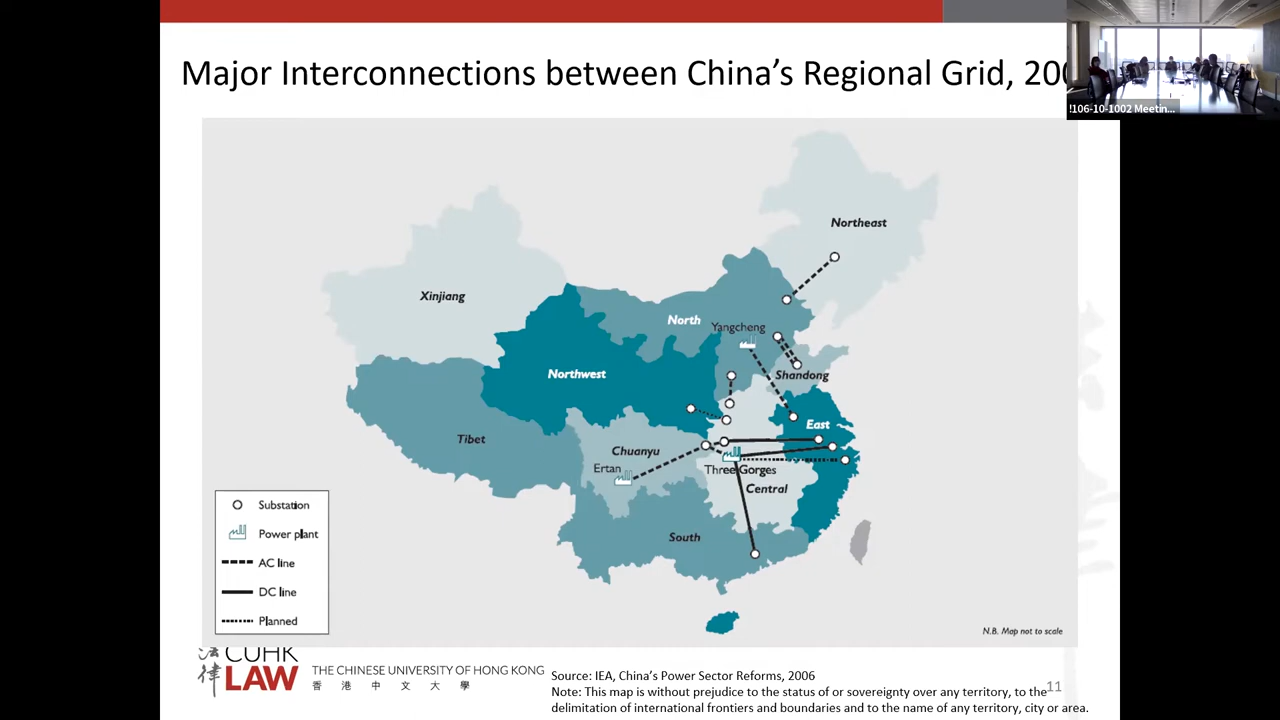 Major Interconnections between China's Regional Grid, 200
!106-10-1002 Meetin...
Northeast
Xinjiang
North
Yangcheng
Northwest
Shandong
East
Tibet
Chuanyu
Ertan
Three Gorges
Central
South
Substation
Power plant
AC line
DC line
Planned
N.B. Map not to scale
法律
CUHK
LAW
THE CHINESE UNIVERSITY OF HONG KONG
香港中文大學
Source: IEA, China's Power Sector Reforms, 2006
Note: This map is without prejudice to the status of or sovereignty over any territory, to the
11
delimitation of international frontiers and boundaries and to the name of any territory, city or area.